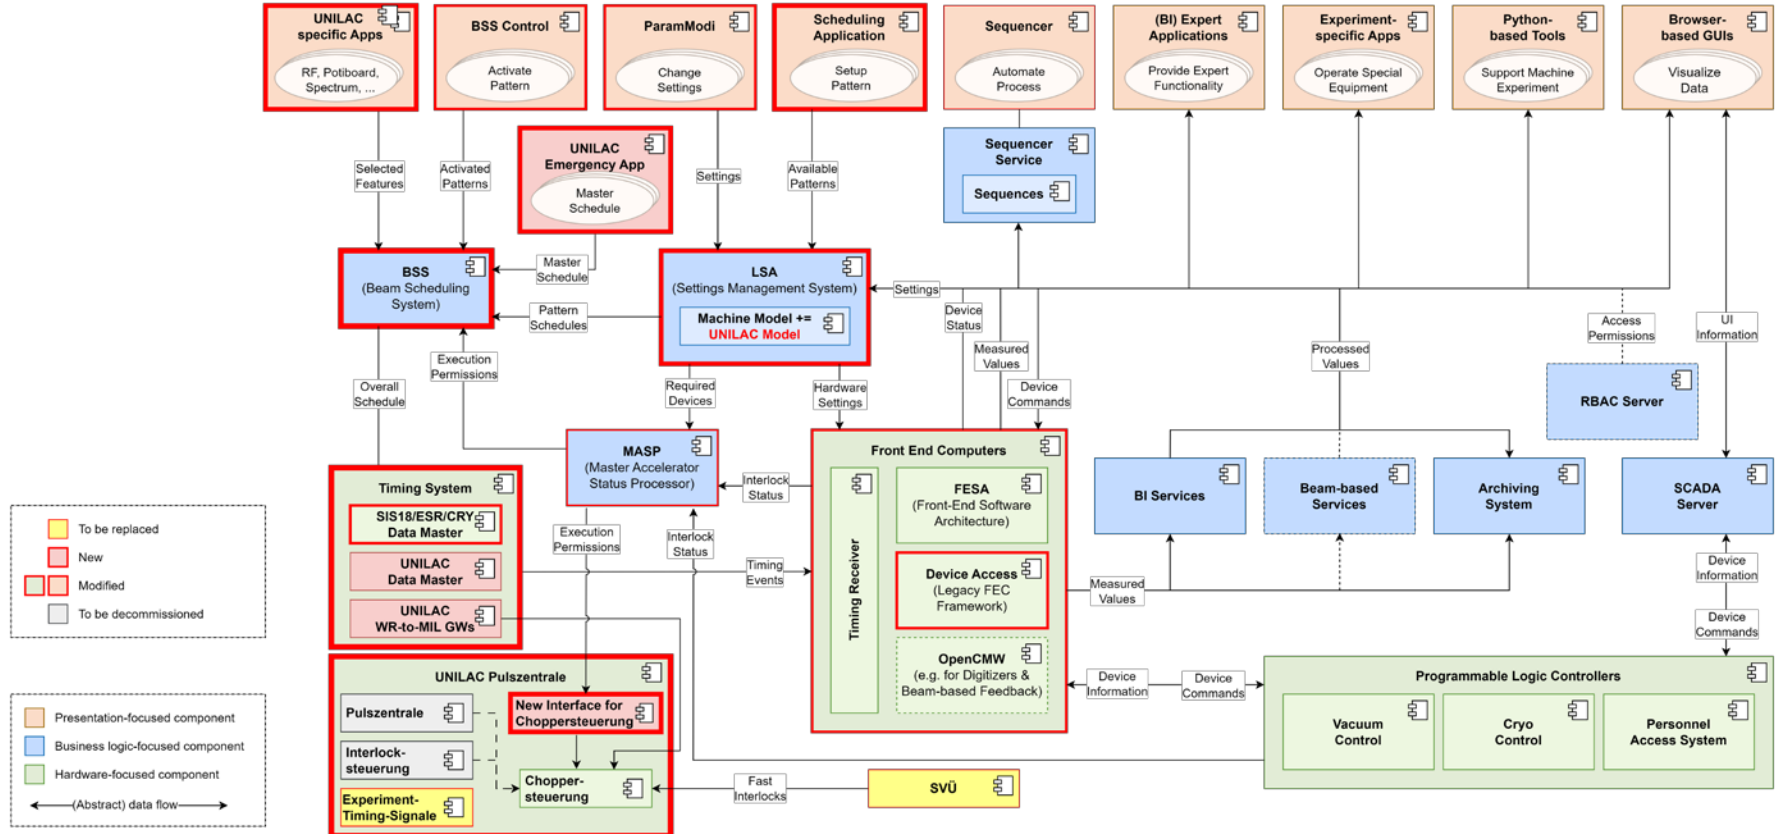 UNILAC
specific Apps
RF, Potiboard,
Spectrum, ...
BSS Control
Activate
Pattern
ParamModi
Change
Settings
Scheduling
Application
Setup
Pattern
Sequencer
Automate
Process
(BI) Expert
Applications
Provide Expert
Functionality
Experiment-
specific Apps
Operate Special
Equipment
Python-
based Tools
Support Machine
Experiment
Browser-
based GUIs
Visualize
Data
Selected
Features
Activated
Patterns
UNILAC
Emergency App
Master
Schedule
Settings
Available
Patterns
Sequencer
Service
Sequences
BSS
(Beam Scheduling
System)
Master
Schedule
Pattern
Schedules
LSA
(Settings Management System)
Machine Model +=
UNILAC Model
Settings
Device
Status
Measured
Values
Device
Commands
Processed
Values
Access
Permissions
UI
Information
RBAC Server
Execution
Permissions
Overall
Schedule
Required
Devices
Hardware
Settings
MASP
(Master Accelerator
Status Processor)
Interlock
Status
Execution
Permissions
Interlock
Status
Front End Computers
Timing Receiver
FESA
(Front-End Software
Architecture)
Device Access
(Legacy FEC
Framework)
OpenCMW
(e.g. for Digitizers &
Beam-based Feedback)
BI Services
Beam-based
Services
Archiving
System
SCADA
Server
Measured
Values
Device
Information
Device
Commands
Timing System
SIS18/ESR/CRY
Data Master
UNILAC
Data Master
UNILAC
WR-to-MIL GWs
Timing
Events
Device
Information
Device
Commands
Programmable Logic Controllers
Vacuum
Control
Cryo
Control
Personnel
Access System
UNILAC Pulszentrale
Pulszentrale
Interlock-
steuerung
Experiment-
Timing-Signale
New Interface for
Choppersteuerung
Chopper-
steuerung
Fast
Interlocks
SVÜ
To be replaced
New
Modified
To be decommissioned
Presentation-focused component
Business logic-focused component
Hardware-focused component
(Abstract) data flow